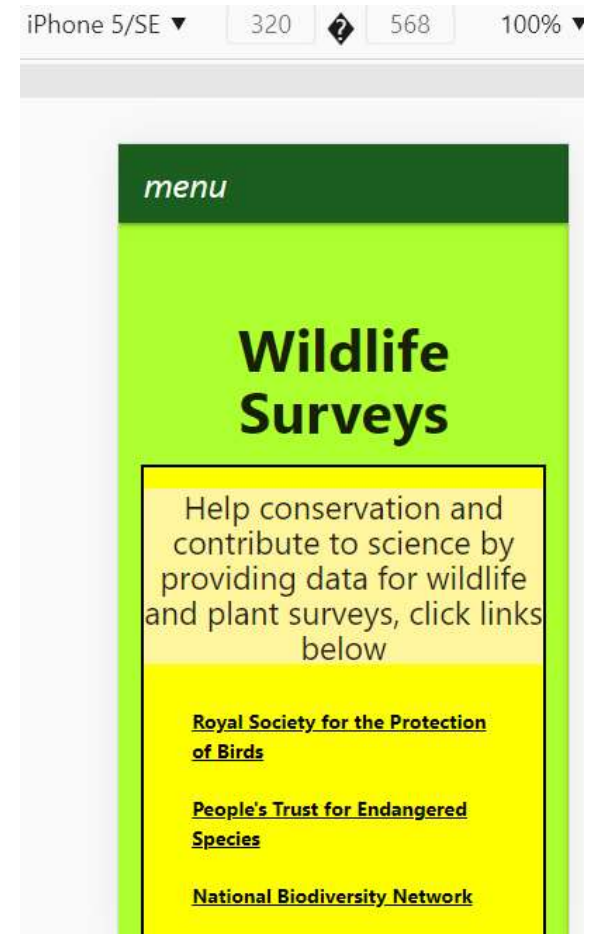 iPhone 5/SE ▼ 320 � 568 100% ▼
menu
Wildlife
Surveys
Help conservation and
contribute to science by
providing data for wildlife
and plant surveys, click links
below
Royal Society for the Protection
of Birds
People's Trust for Endangered
Species
National Biodiversity Network